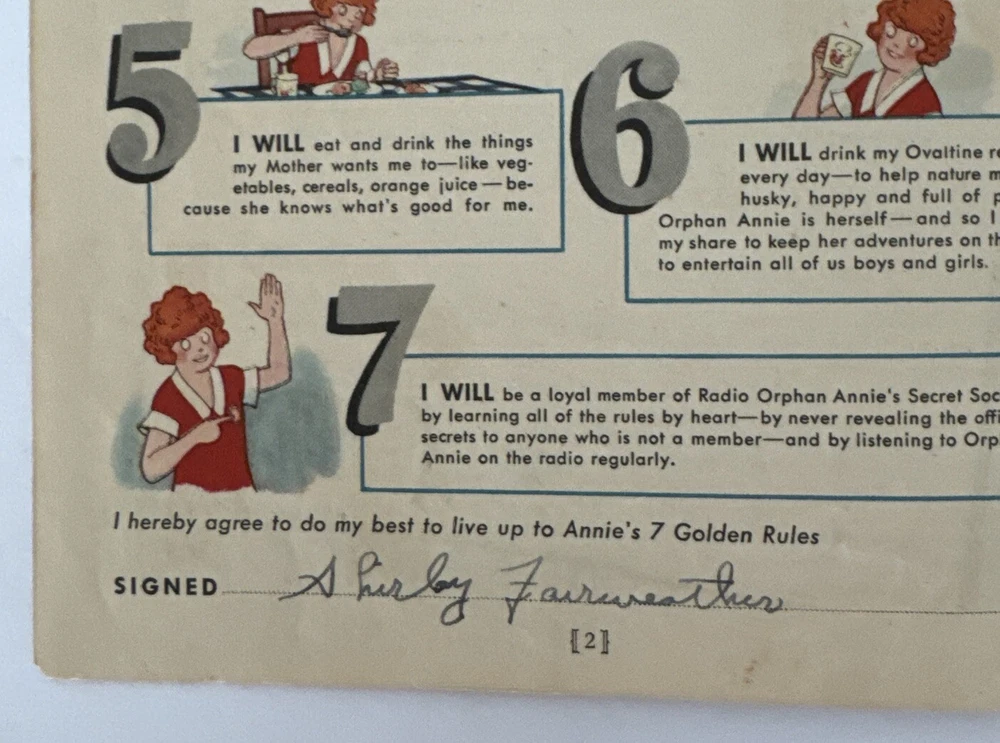 5
I WILL eat and drink the things
my Mother wants me to—like veg-
etables, cereals, orange juice — be-
cause she knows what's good for me.
6
I WILL drink my Ovaltine
every day—to help nature
husky, happy and full of
Orphan Annie is herself—and so I
my share to keep her adventures on
to entertain all of us boys and girls.
7
I WILL be a loyal member of Radio Orphan Annie's Secret
by learning all of the rules by heart—by never revealing the
secrets to anyone who is not a member—and by listening to
Annie on the radio regularly.
I hereby agree to do my best to live up to Annie's 7 Golden Rules
SIGNED Shirley Fairweather
[2]